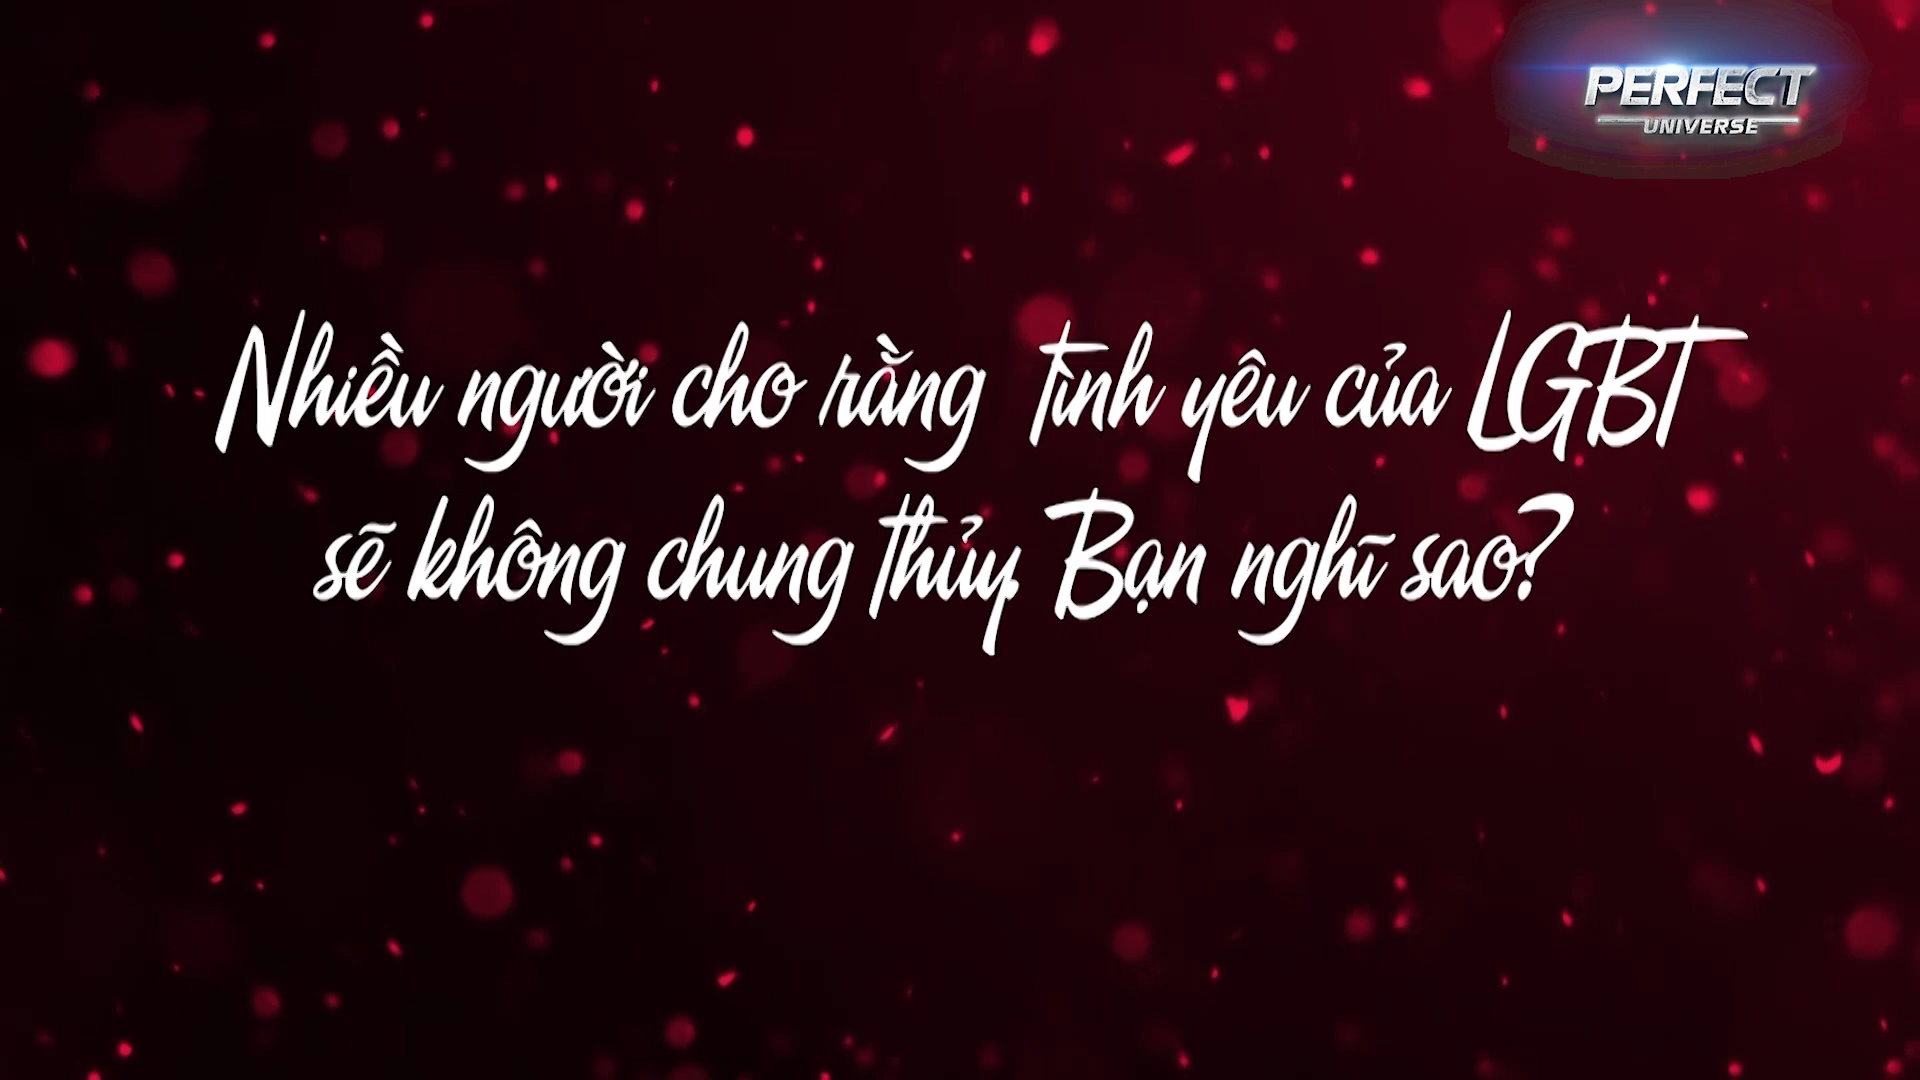 PERFECT
UNIVERSE
Nhiều người cho rằng tình yêu của LGBT
sẽ không chung thủy. Bạn nghĩ sao?